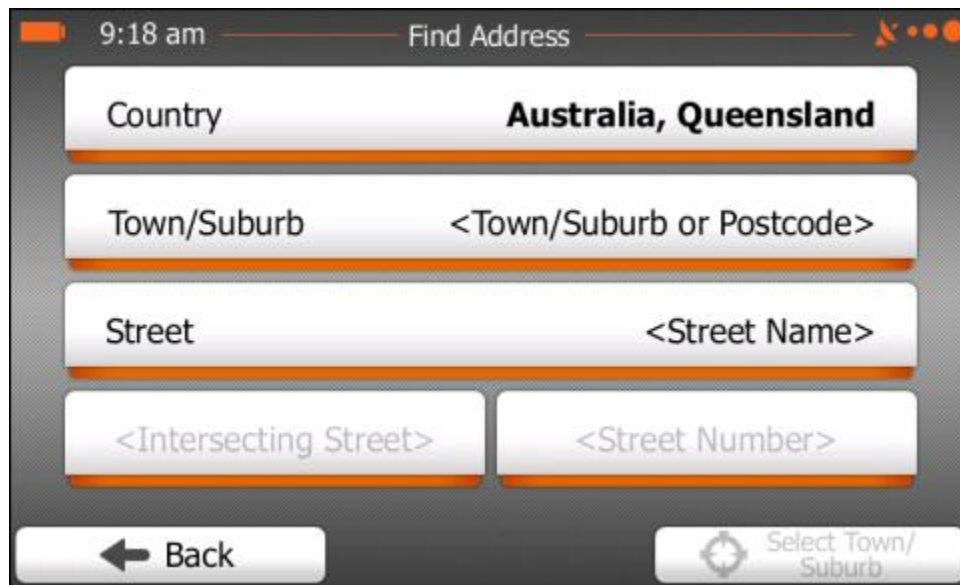 9:18 am Find Address
Country Australia, Queensland
Town/Suburb <Town/Suburb or Postcode>
Street <Street Name>
<Intersecting Street> <Street Number>
Back Select Town/
Suburb